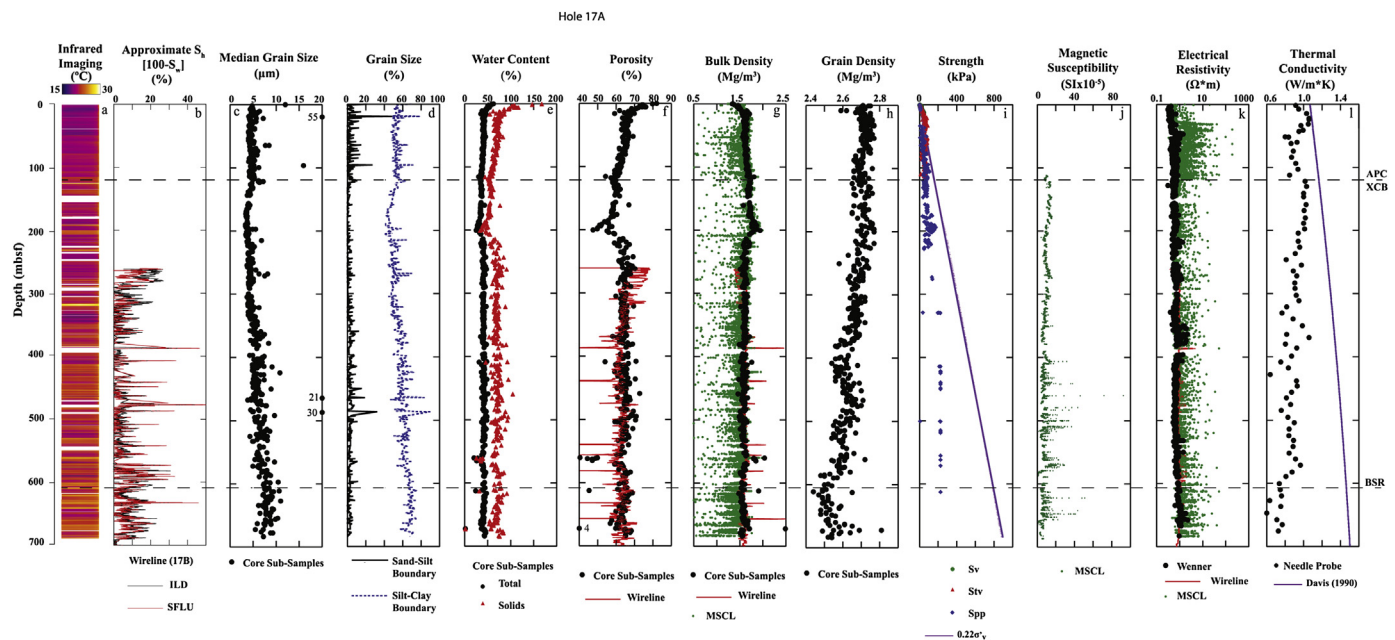 Hole 17A
Infrared Imaging (°C)
15 30
Approximate Sh [100-Sw] (%)
Median Grain Size (µm)
Grain Size (%)
Water Content (%)
Porosity (%)
Bulk Density (Mg/m³)
Grain Density (Mg/m³)
Strength (kPa)
Magnetic Susceptibility (SIx10⁻⁵)
Electrical Resistivity (Ω*m)
Thermal Conductivity (W/m*K)
0 20 40
0 5 10 15 20
0 20 40 60 80 100
0 50 100 150 200
40 50 60 70 80
0.5 1 1.5 2 2.5
2.4 2.6 2.8
0 400 800
0 20 40 60 80 100
0.1 1 10 100 1000
0.6 1.0 1.4
a b c d e f g h i j k l
Depth (mbsf)
0
100
200
300
400
500
600
700
55
21
30
4
APC
XCB
BSR
Wireline (17B)
ILD
SFLU
Core Sub-Samples
Sand-Silt Boundary
Silt-Clay Boundary
Core Sub-Samples
Total
Solids
Core Sub-Samples
Wireline
Core Sub-Samples
Wireline
MSCL
Core Sub-Samples
Sv
Stv
Spp
0.22σ'v
MSCL
Wenner
Wireline
MSCL
Needle Probe
Davis (1990)